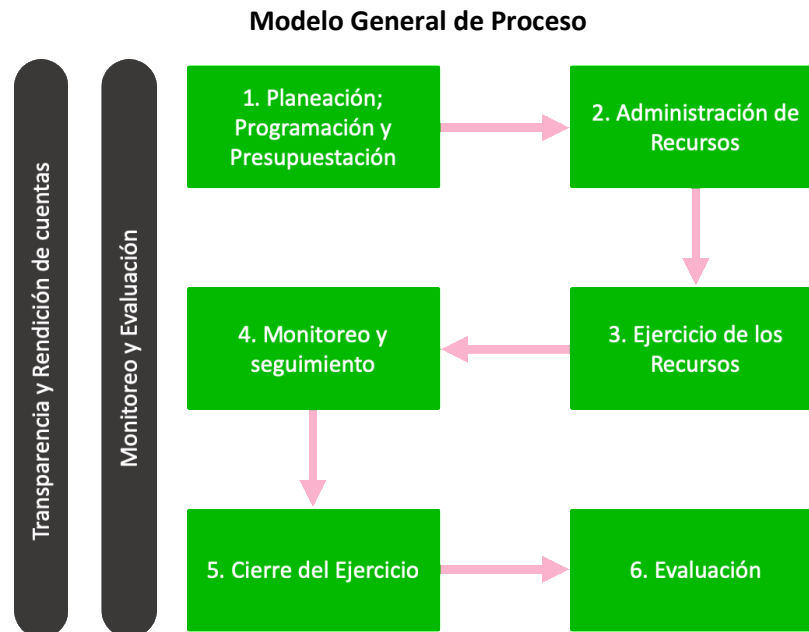 Modelo General de Proceso
Transparencia y Rendición de cuentas
Monitoreo y Evaluación
1. Planeación;
Programación y
Presupuestación
2. Administración de
Recursos
3. Ejercicio de los
Recursos
4. Monitoreo y
seguimiento
5. Cierre del Ejercicio
6. Evaluación